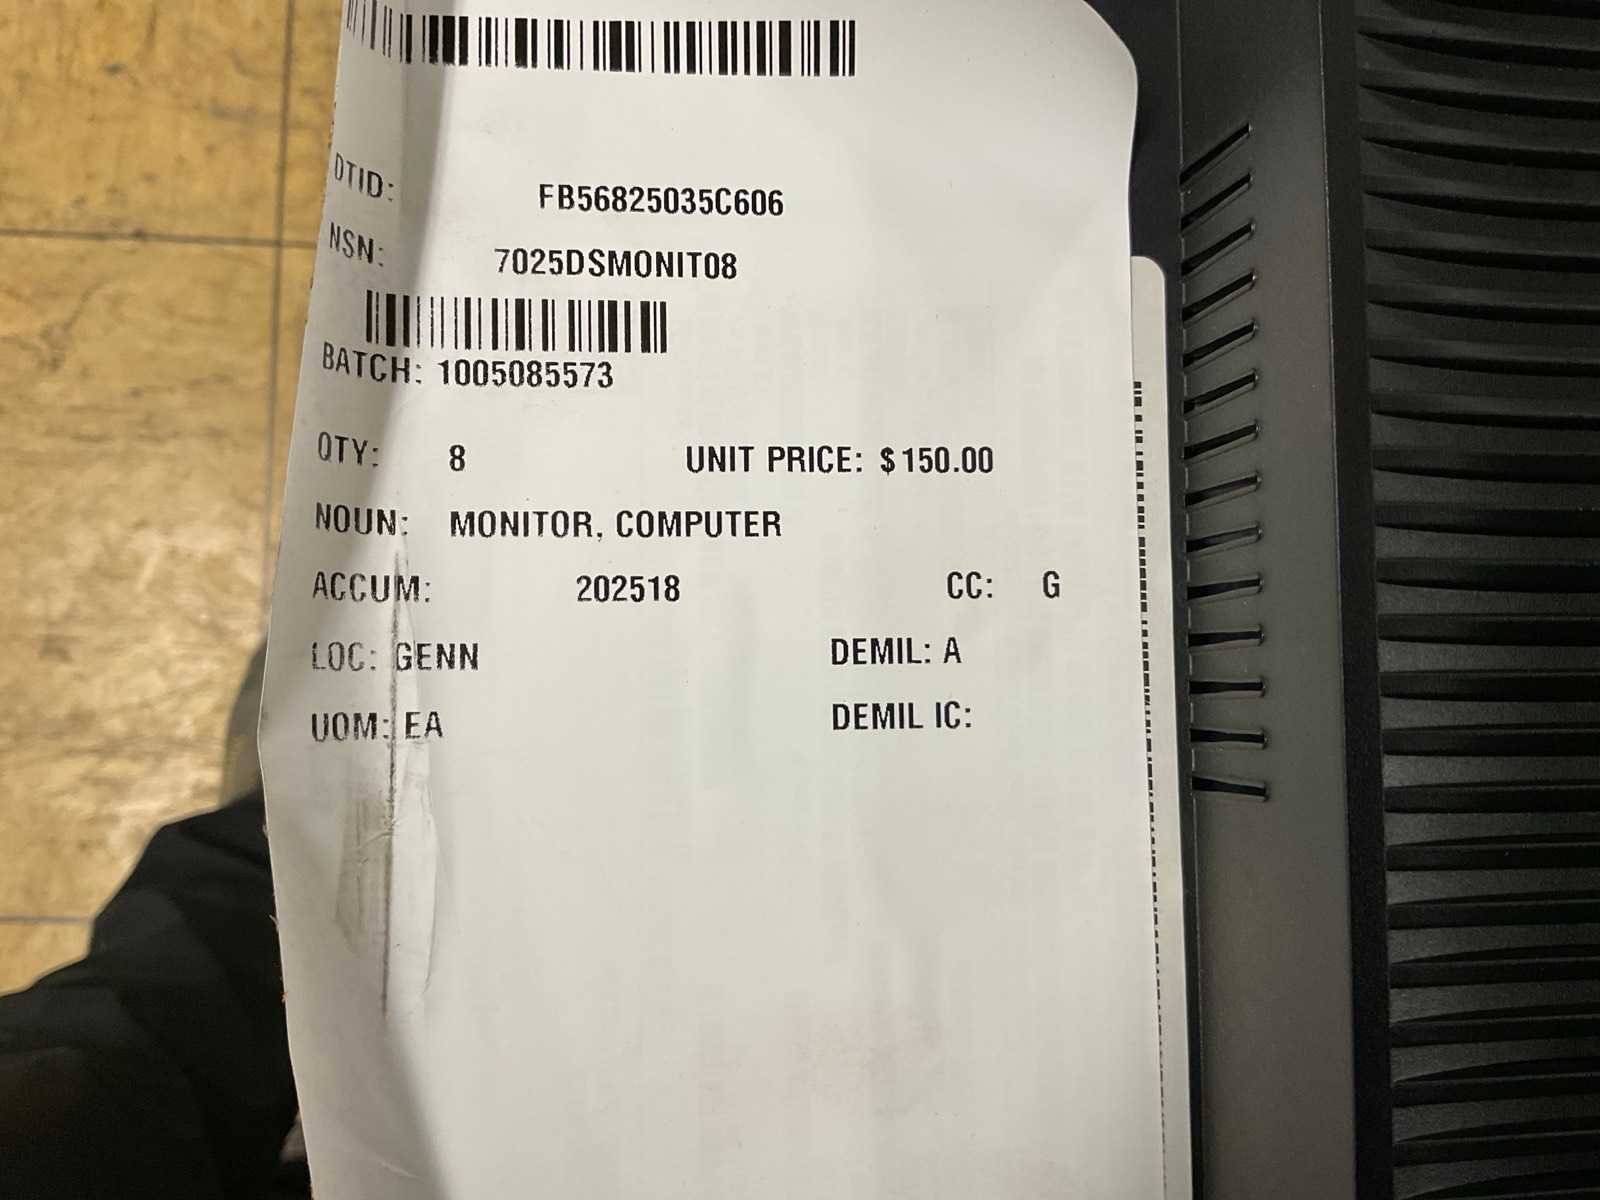 DTID: FB56825035C606
NSN: 7025DSMONIT08
BATCH: 1005085573
QTY: 8 UNIT PRICE: $150.00
NOUN: MONITOR, COMPUTER
ACCUM: 202518 CC: G
LOC: GENN DEMIL: A
UOM: EA DEMIL IC: